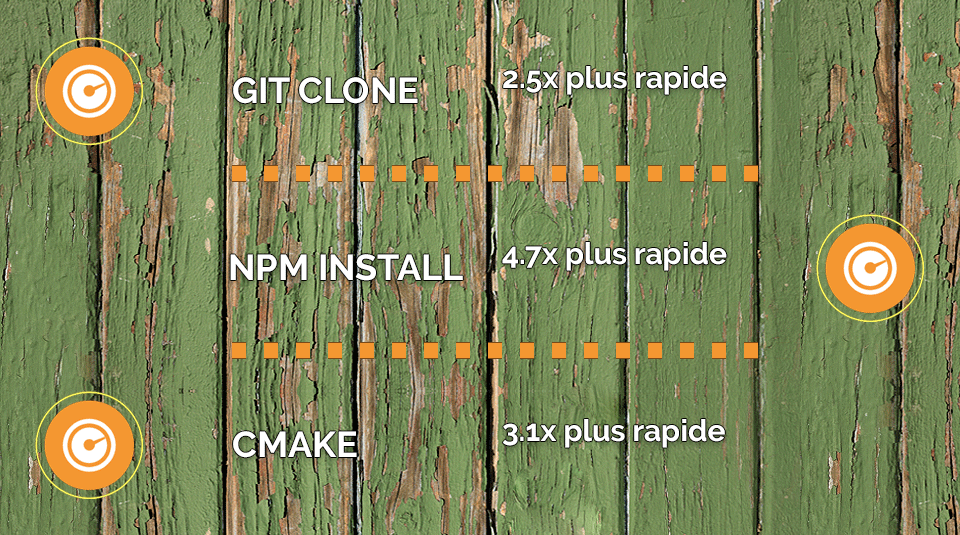 GIT CLONE
2.5x plus rapide
NPM INSTALL
4.7x plus rapide
CMAKE
3.1x plus rapide